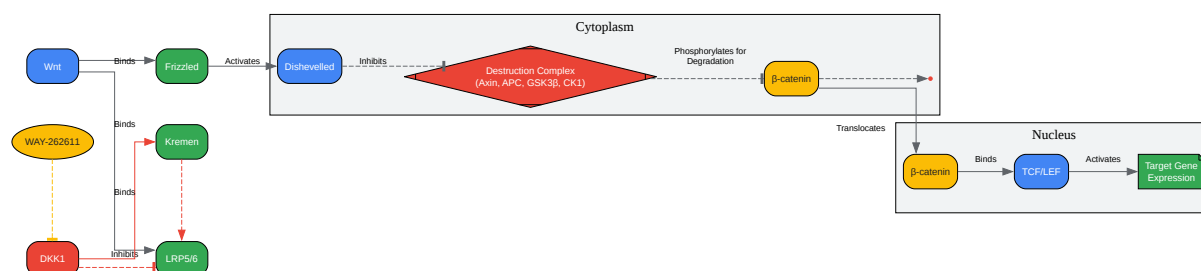 Cytoplasm
Wnt
Binds
Frizzled
Activates
Dishevelled
Inhibits
Destruction Complex
(Axin, APC, GSK3β, CK1)
Phosphorylates for
Degradation
β-catenin
Translocates
Nucleus
β-catenin
Binds
TCF/LEF
Activates
Target Gene
Expression
Binds
WAY-262611
Kremen
Binds
DKK1
Inhibits
LRP5/6